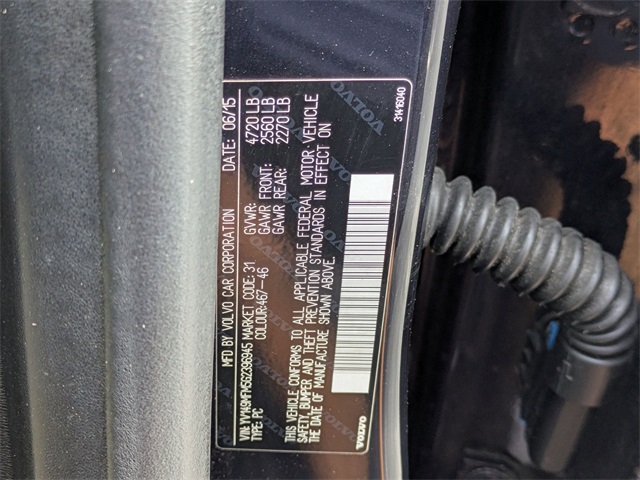 MFD BY VOLVO CAR CORPORATION DATE: 06/15
VIN: YV1K9MFM5G2396945 MARKET CODE: 31 GVWR: 4720 LB
TYPE: PC COLOUR:467-46 GAWR FRONT: 2560 LB
GAWR REAR: 2270 LB
THIS VEHICLE CONFORMS TO ALL APPLICABLE FEDERAL MOTOR-VEHICLE
SAFETY, BUMPER AND THEFT PREVENTION STANDARDS IN EFFECT ON
THE DATE OF MANUFACTURE SHOWN ABOVE.
VOLVO
31416040